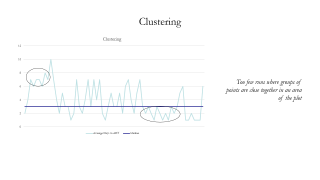 Clustering
Clustering
Too few runs where groups of
points are close together in an area
of the plot